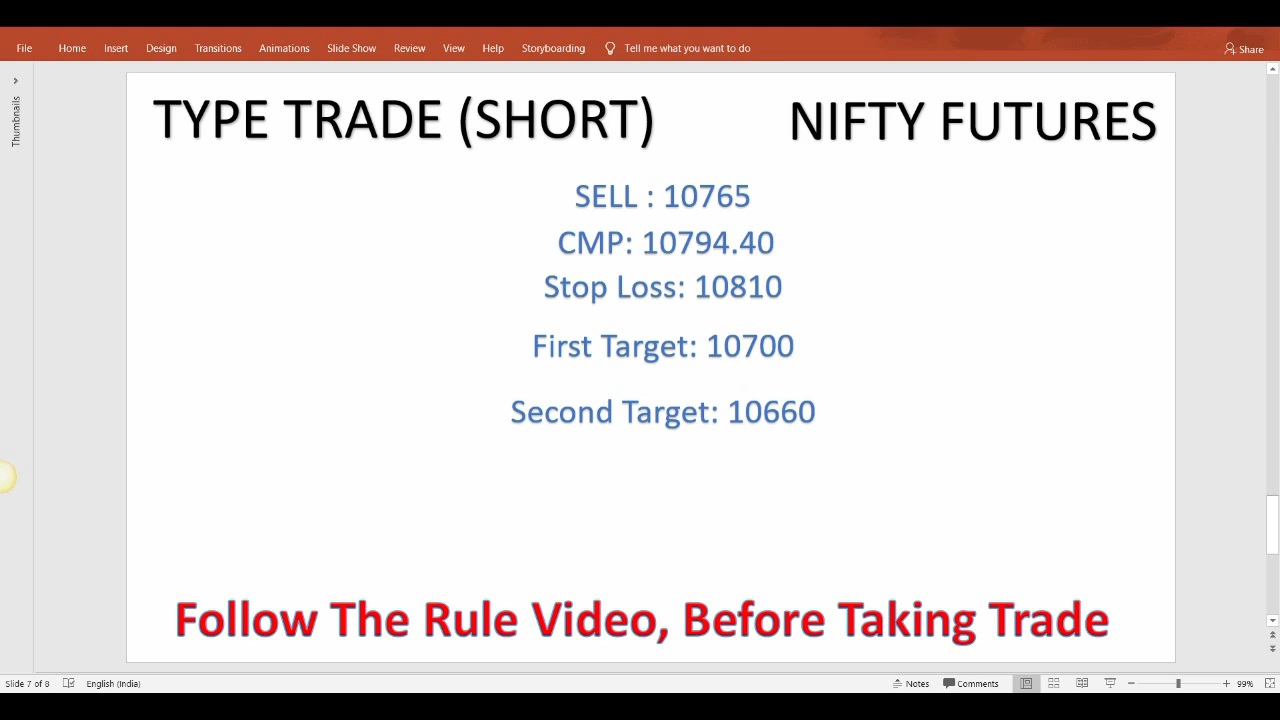 File Home Insert Design Transitions Animations Slide Show Review View Help Storyboarding Tell me what you want to do Share
Thumbnails
TYPE TRADE (SHORT) NIFTY FUTURES
SELL : 10765
CMP: 10794.40
Stop Loss: 10810
First Target: 10700
Second Target: 10660
Follow The Rule Video, Before Taking Trade
Slide 7 of 8 English (India) Notes Comments 99%